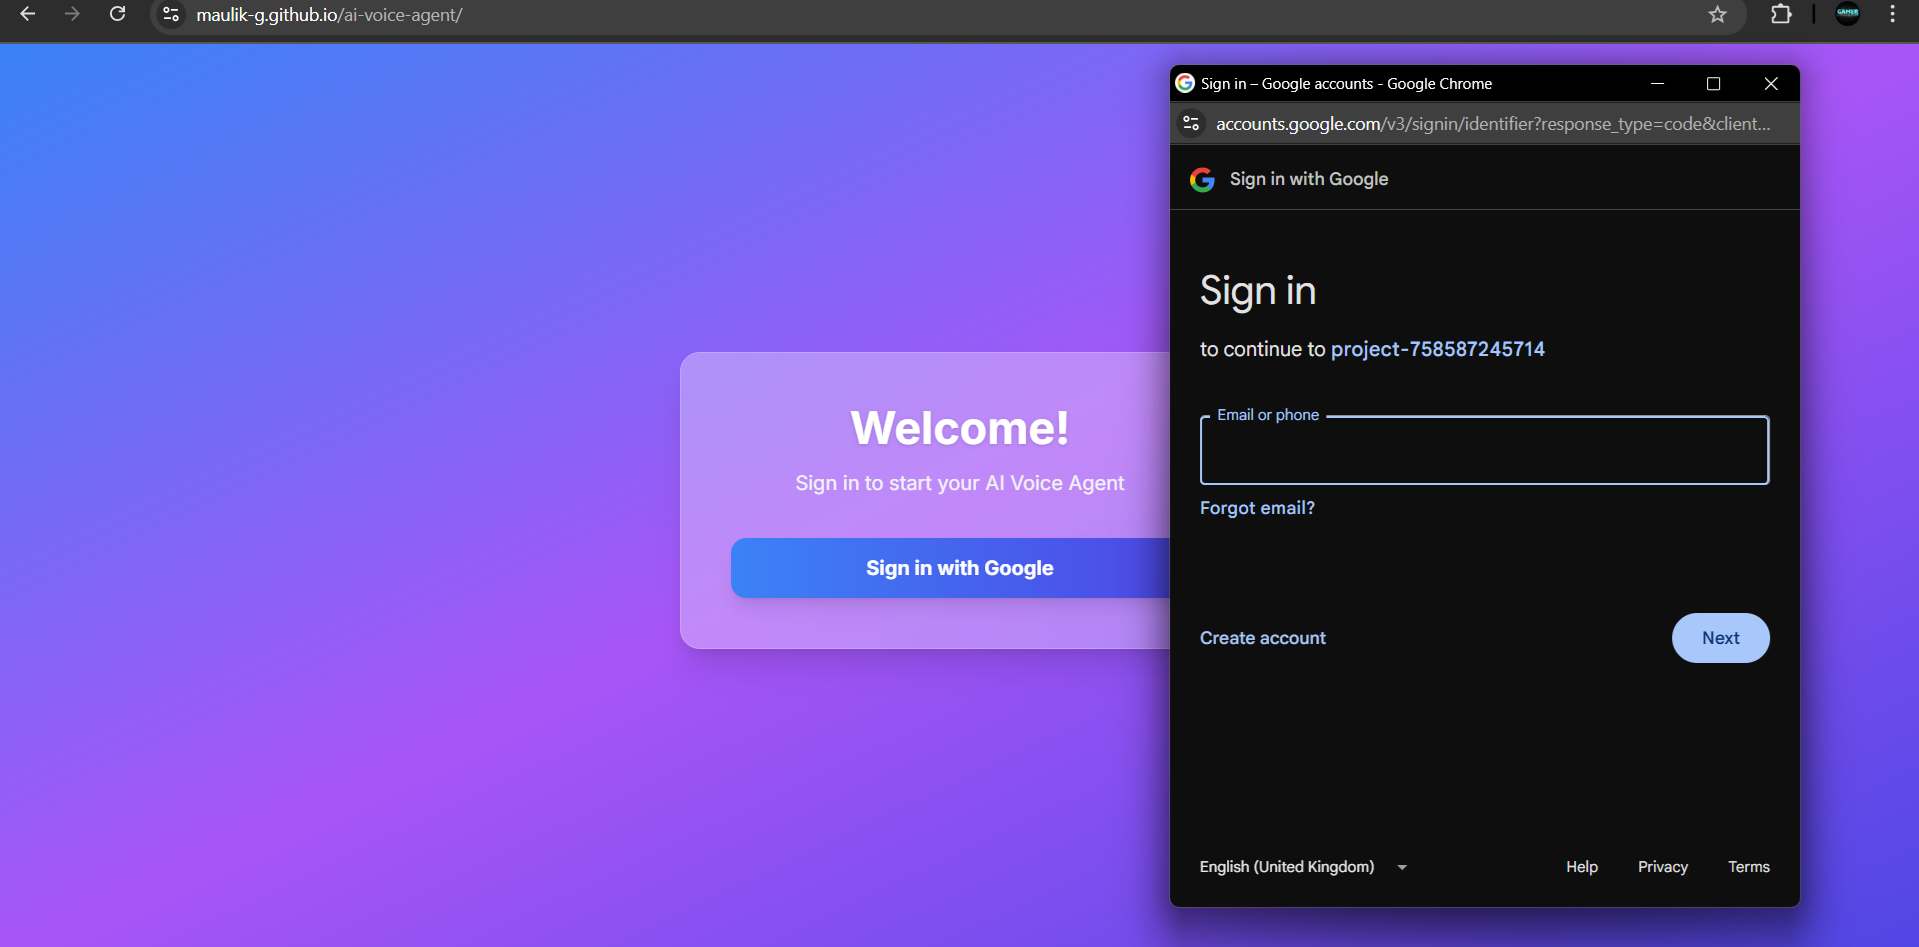 maulik-g.github.io/ai-voice-agent/
GAMER
Welcome!
Sign in to start your AI Voice Agent
Sign in with Google
Sign in – Google accounts - Google Chrome
accounts.google.com/v3/signin/identifier?response_type=code&client...
Sign in with Google
Sign in
to continue to project-758587245714
Email or phone
Forgot email?
Create account
Next
English (United Kingdom)
Help Privacy Terms